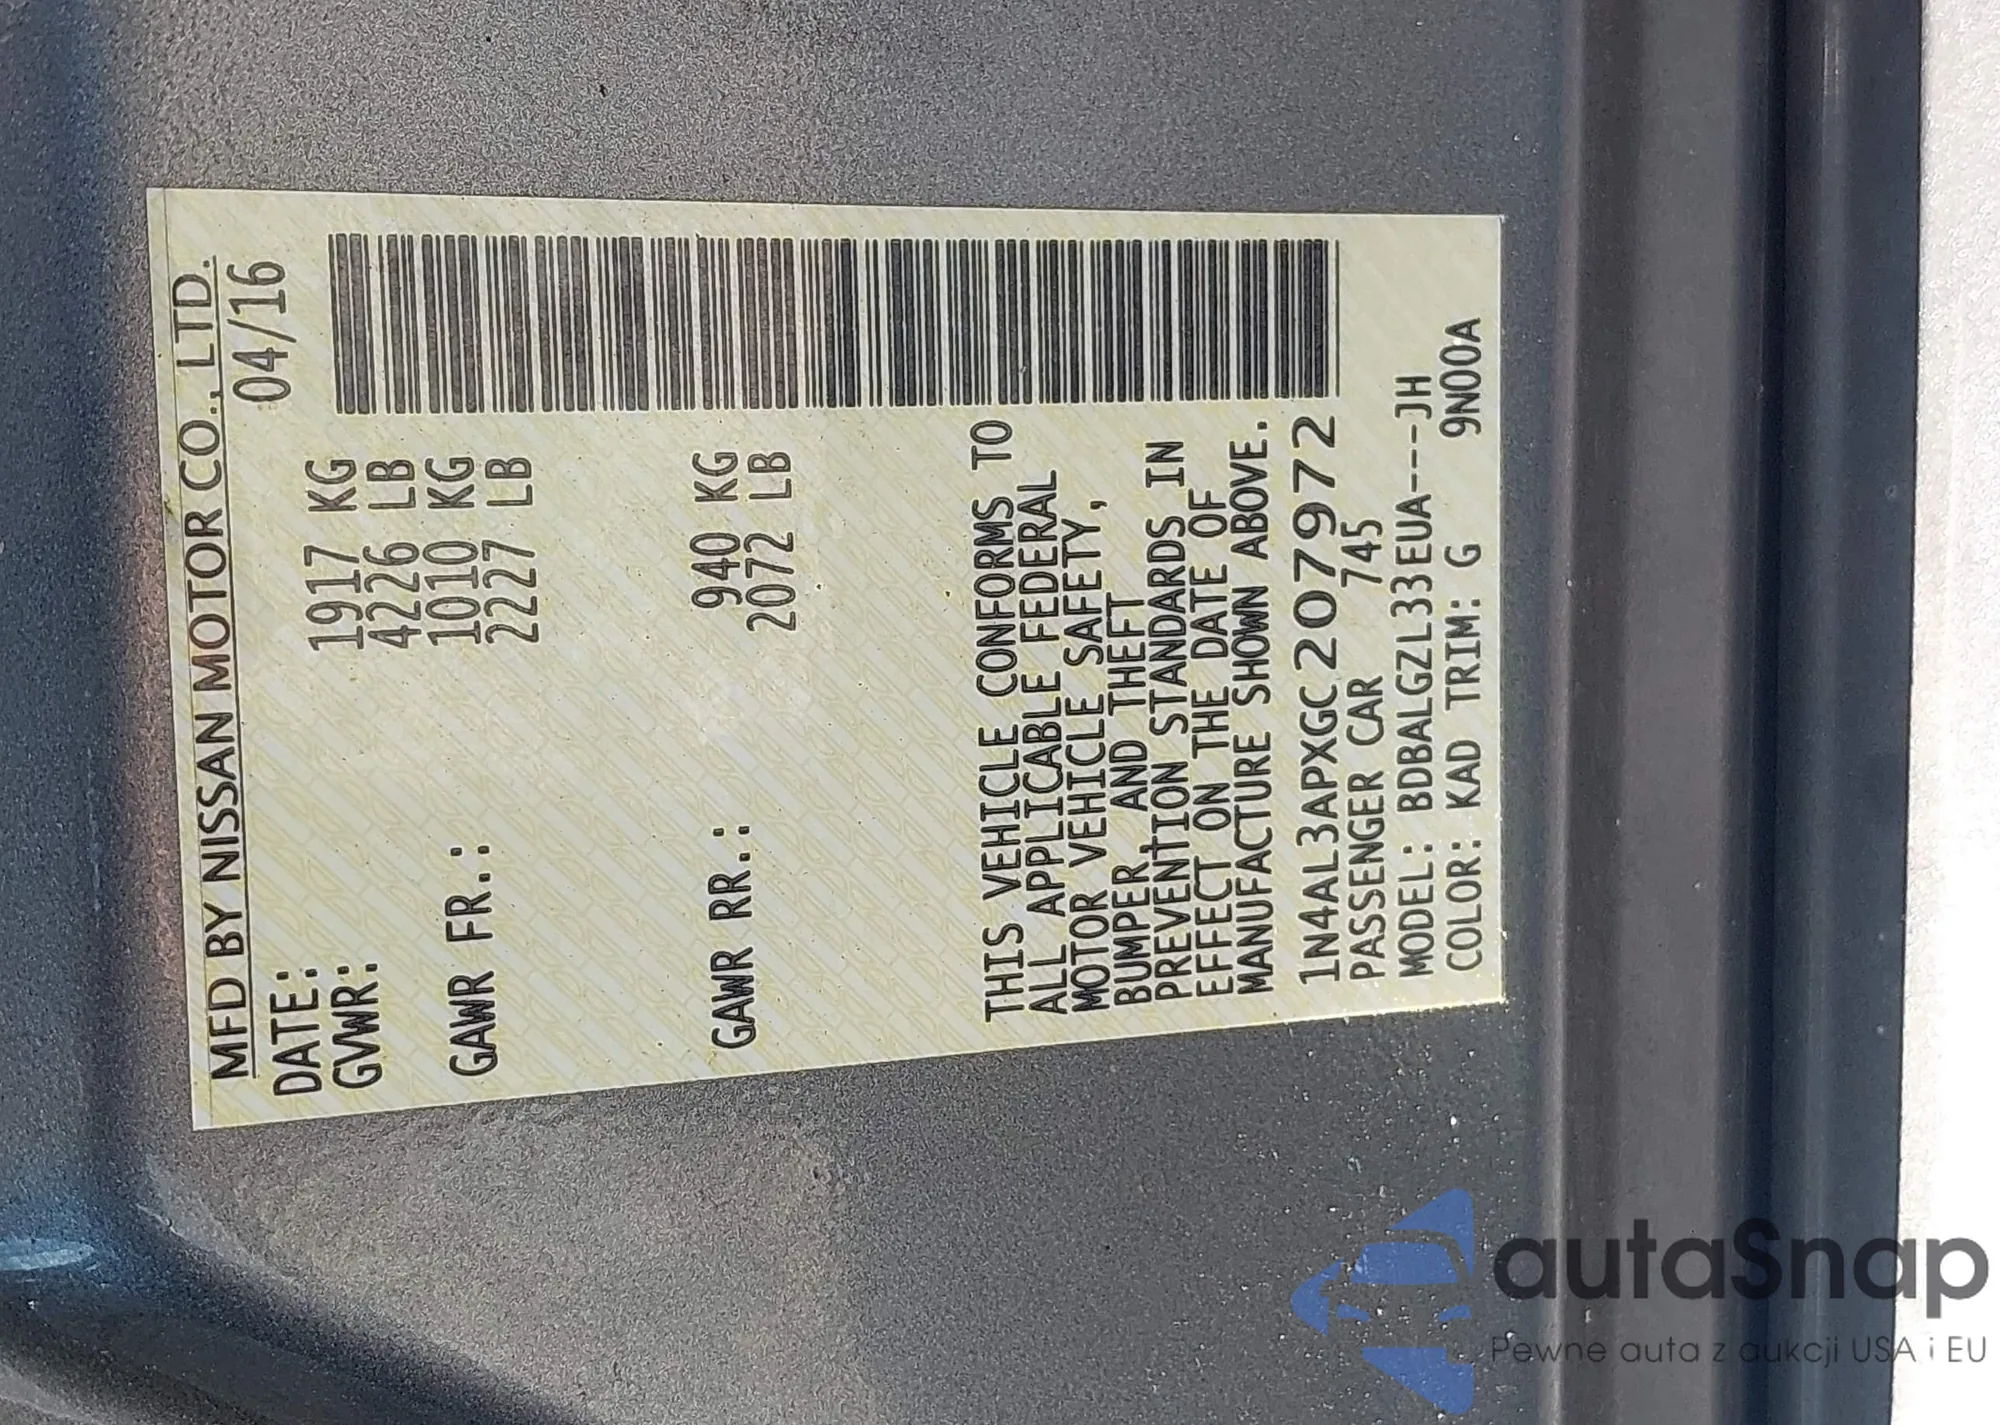 MFD BY NISSAN MOTOR CO., LTD.
DATE: 04/16
GVWR: 1917 KG
4226 LB
GAWR FR.: 1010 KG
2227 LB
GAWR RR.: 940 KG
2072 LB
THIS VEHICLE CONFORMS TO
ALL APPLICABLE FEDERAL
MOTOR VEHICLE SAFETY,
BUMPER, AND THEFT
PREVENTION STANDARDS IN
EFFECT ON THE DATE OF
MANUFACTURE SHOWN ABOVE.
1N4AL3APXGC207972
PASSENGER CAR 745
MODEL: BDBALGZL33EUA---JH
COLOR: KAD TRIM: G 9N00A
autaSnap
Pewne auta z aukcji USA i EU